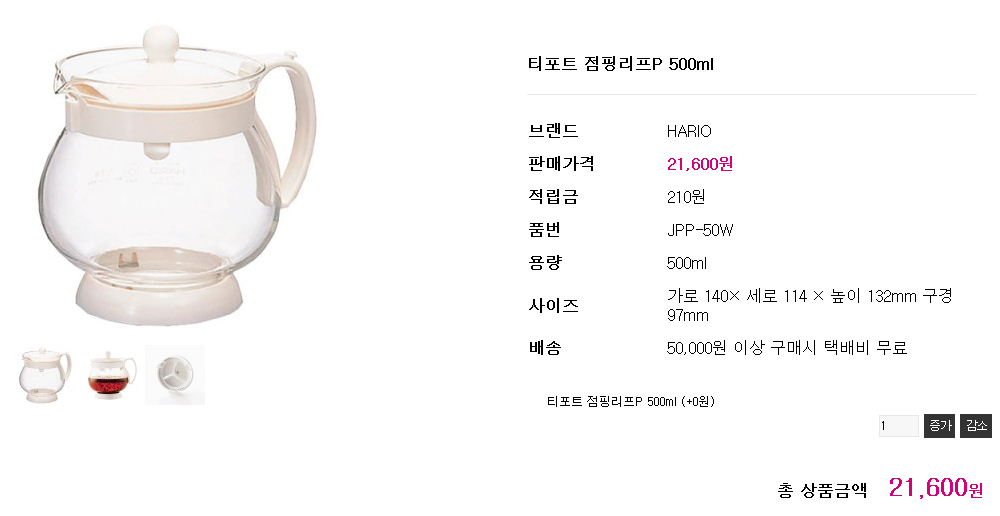 티포트 점핑리프P 500ml
브랜드 HARIO
판매가격 21,600원
적립금 210원
품번 JPP-50W
용량 500ml
사이즈 가로 140× 세로 114 × 높이 132mm 구경
97mm
배송 50,000원 이상 구매시 택배비 무료
티포트 점핑리프P 500ml (+0원)
1 증가 감소
총 상품금액 21,600원